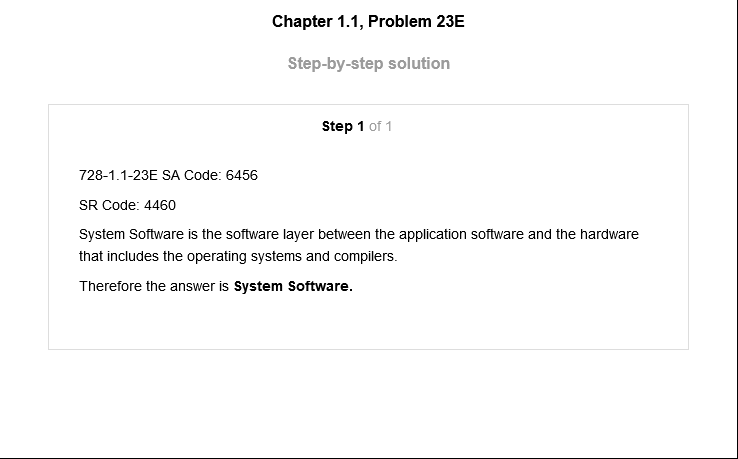 Chapter 1.1, Problem 23E
Step-by-step solution
Step 1 of 1
728-1.1-23E SA Code: 6456
SR Code: 4460
System Software is the software layer between the application software and the hardware
that includes the operating systems and compilers.
Therefore the answer is System Software.